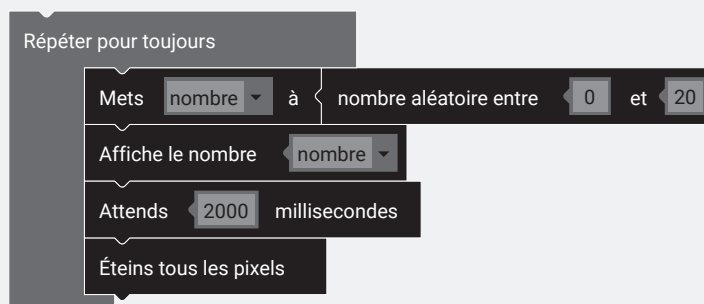 Répéter pour toujours
Mets nombre à nombre aléatoire entre 0 et 20
Affiche le nombre nombre
Attends 2000 millisecondes
Éteins tous les pixels